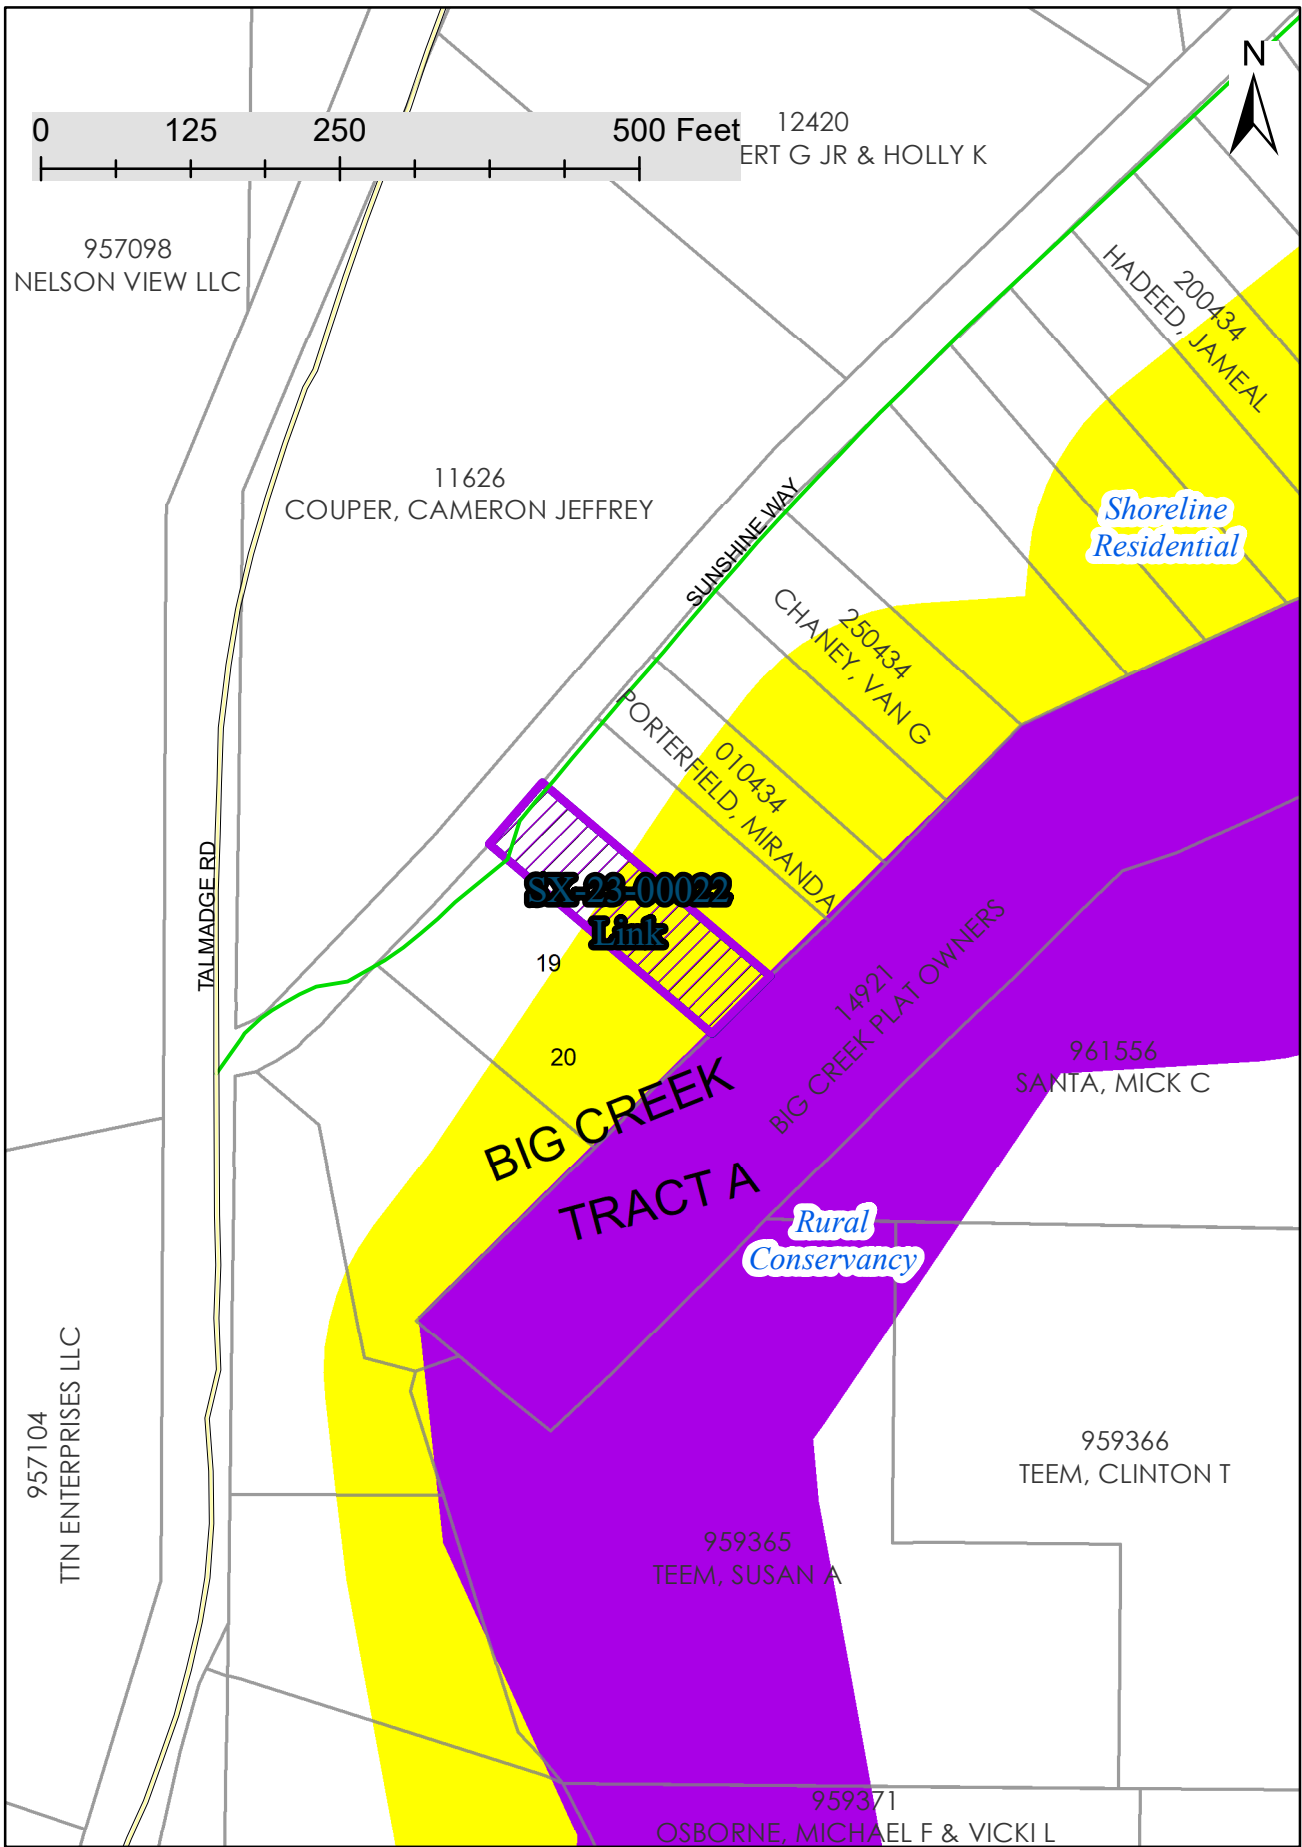 N
0 125 250 500 Feet
12420
ERT G JR & HOLLY K
957098
NELSON VIEW LLC
200434
HADEED, JAMEAL
11626
COUPER, CAMERON JEFFREY
Shoreline
Residential
SUNSHINE WAY
250434
CHANEY, VAN G
010434
PORTERFIELD, MIRANDA
TALMADGE RD
SX-23-00022
Link
19
14921
BIG CREEK PLAT OWNERS
20
961556
SANTA, MICK C
BIG CREEK
TRACT A
Rural
Conservancy
957104
TTN ENTERPRISES LLC
959366
TEEM, CLINTON T
959365
TEEM, SUSAN A
959371
OSBORNE, MICHAEL F & VICKI L